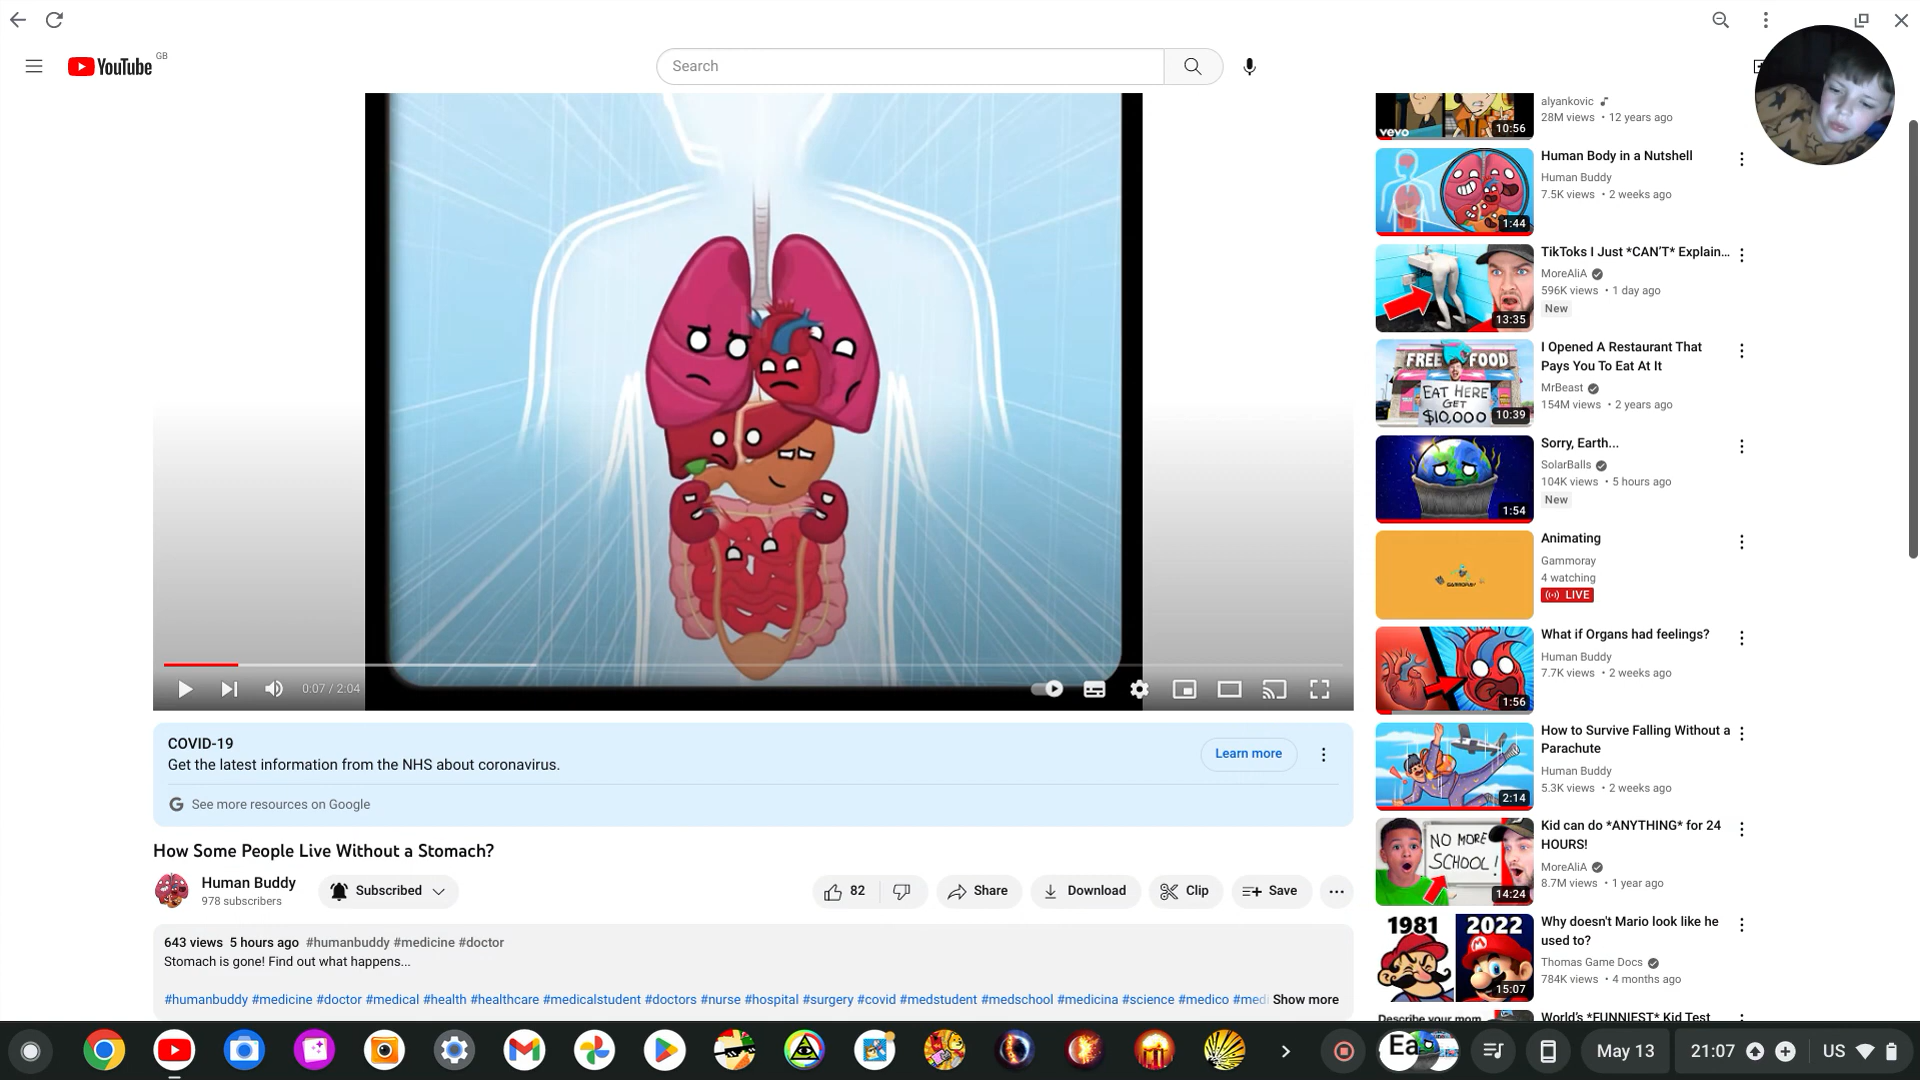 YouTube GB
Search
alyankovic
28M views • 12 years ago
vevo
10:56
Human Body in a Nutshell
Human Buddy
7.5K views • 2 weeks ago
1:44
TikToks I Just *CAN'T* Explain...
MoreAliA
596K views • 1 day ago
New
13:35
I Opened A Restaurant That
Pays You To Eat At It
MrBeast
154M views • 2 years ago
FREE FOOD
EAT HERE
GET
$10,000
10:39
Sorry, Earth...
SolarBalls
104K views • 5 hours ago
New
1:54
Animating
Gammoray
4 watching
LIVE
What if Organs had feelings?
Human Buddy
7.7K views • 2 weeks ago
1:56
How to Survive Falling Without a
Parachute
Human Buddy
5.3K views • 2 weeks ago
2:14
Kid can do *ANYTHING* for 24
HOURS!
MoreAliA
8.7M views • 1 year ago
NO MORE
SCHOOL!
14:24
Why doesn't Mario look like he
used to?
Thomas Game Docs
784K views • 4 months ago
1981 2022
15:07
Describe your mom
World's *FUNNIEST* Kid Test
0:07 / 2:04
COVID-19
Get the latest information from the NHS about coronavirus.
Learn more
See more resources on Google
How Some People Live Without a Stomach?
Human Buddy
978 subscribers
Subscribed
82
Share
Download
Clip
Save
643 views 5 hours ago #humanbuddy #medicine #doctor
Stomach is gone! Find out what happens...
#humanbuddy #medicine #doctor #medical #health #healthcare #medicalstudent #doctors #nurse #hospital #surgery #covid #medstudent #medschool #medicina #science #medico #med Show more
Ea
May 13
21:07
US